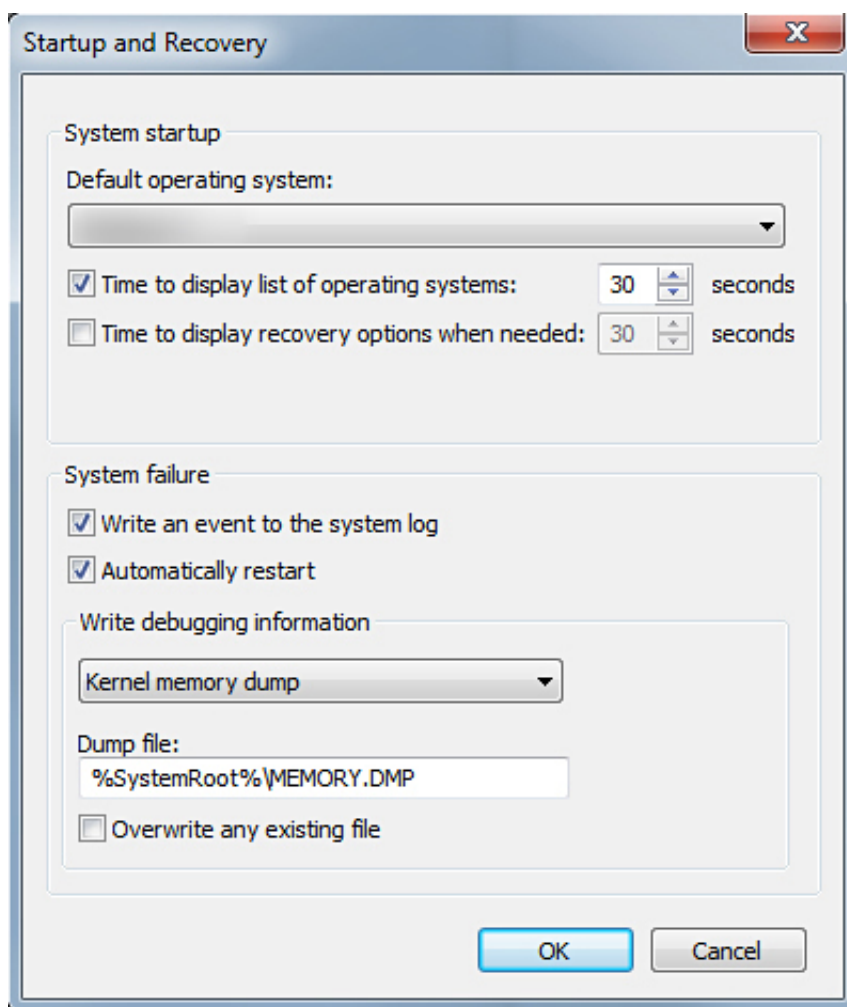 Startup and Recovery
System startup
Default operating system:
Time to display list of operating systems: 30 seconds
Time to display recovery options when needed: 30 seconds
System failure
Write an event to the system log
Automatically restart
Write debugging information
Kernel memory dump
Dump file:
%SystemRoot%\MEMORY.DMP
Overwrite any existing file
OK Cancel